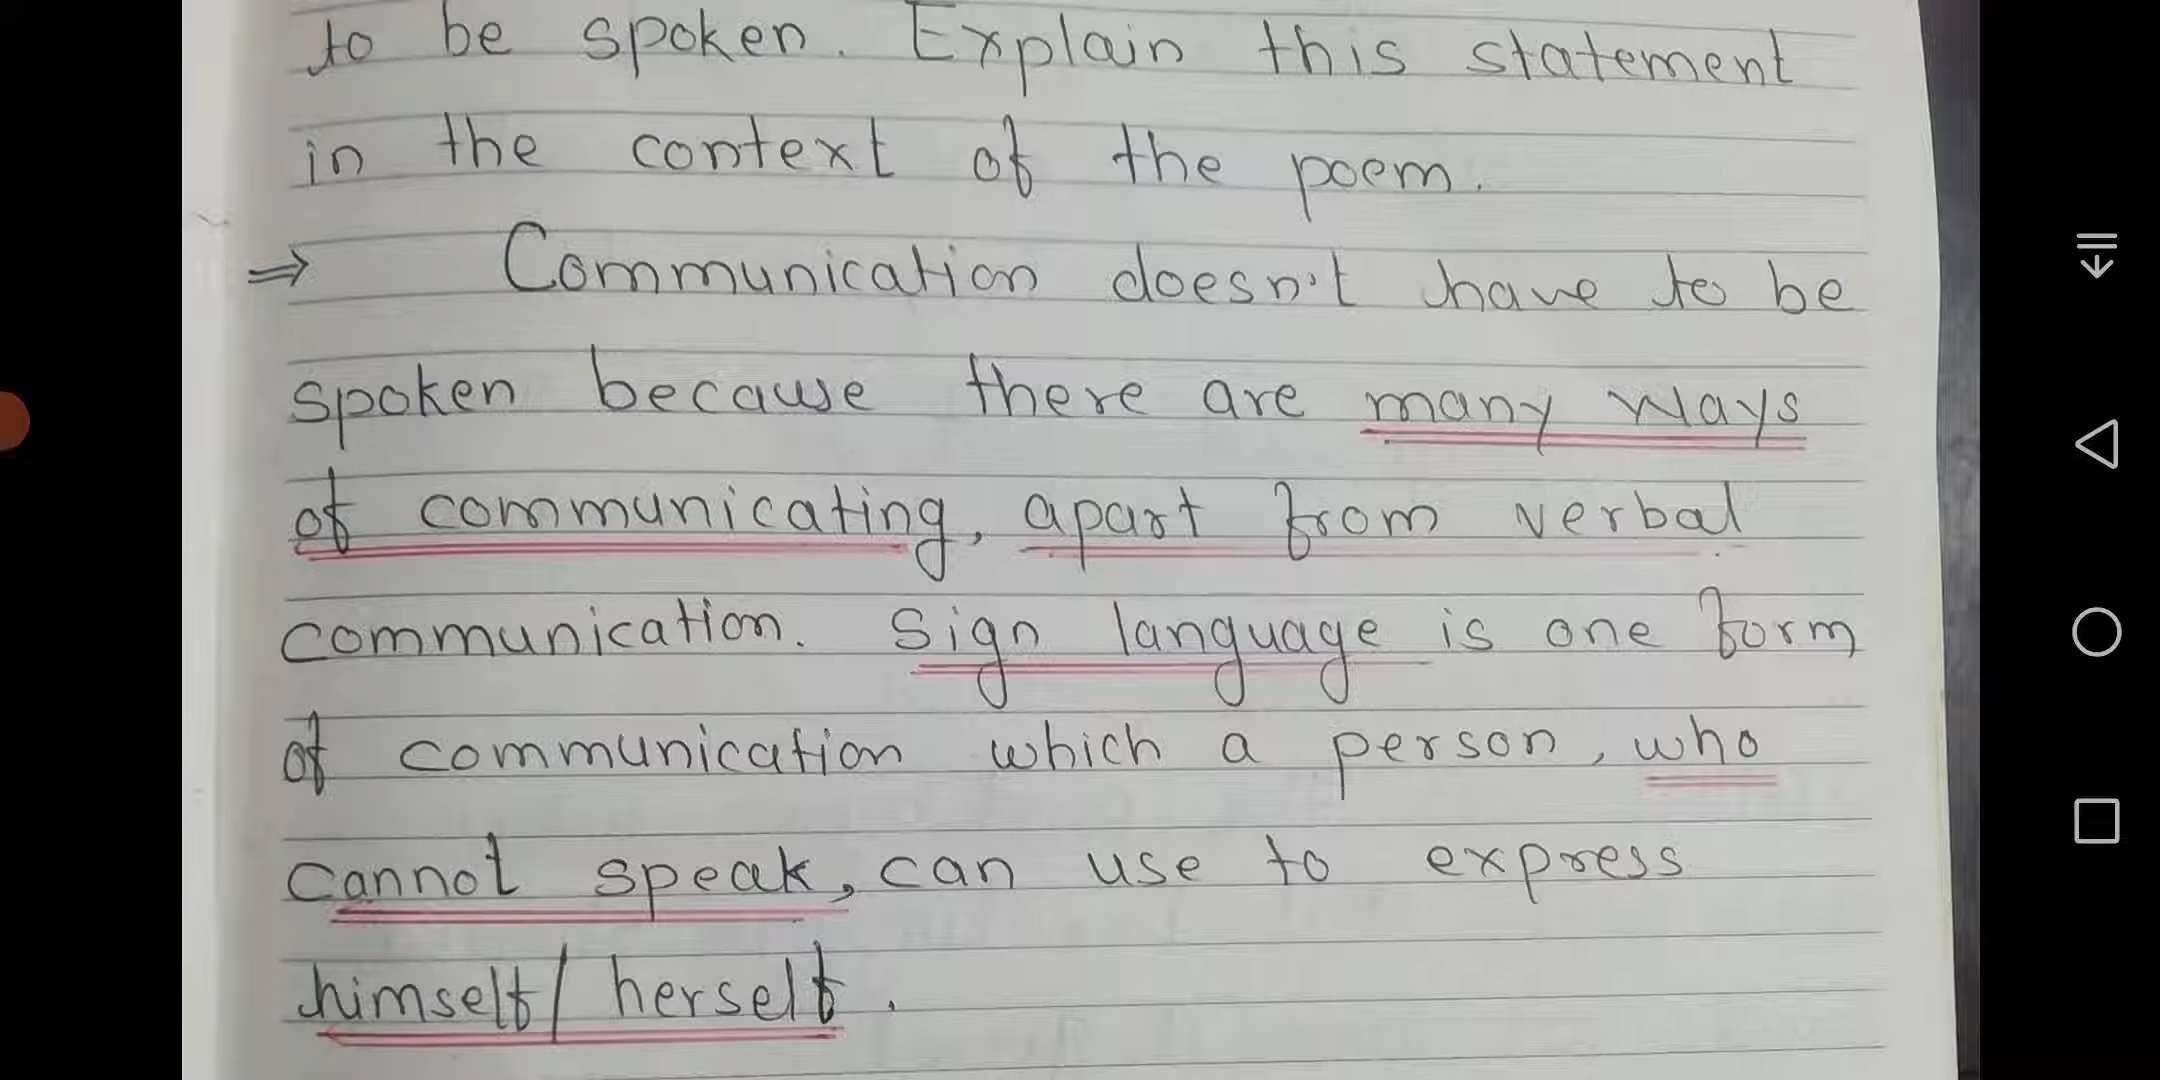 to be spoken. Explain this statement
in the context of the poem.
⇒ Communication doesn't have to be
spoken because there are many ways
of communicating, apart from verbal
communication. Sign language is one form
of communication which a person, who
cannot speak, can use to express
himself/ herself.